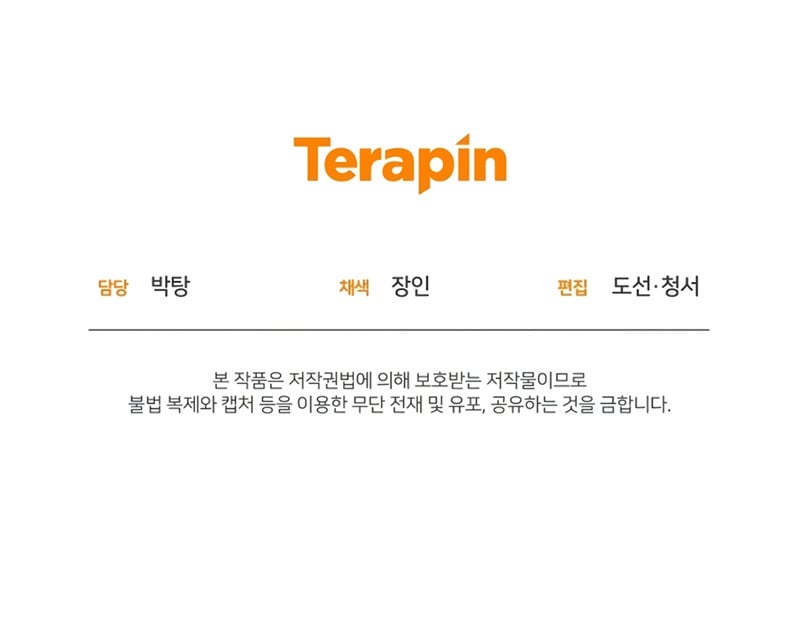 Terapin
담당 박탕 채색 장인 편집 도선·청서
본 작품은 저작권법에 의해 보호받는 저작물이므로
불법 복제와 캡처 등을 이용한 무단 전재 및 유포, 공유하는 것을 금합니다.